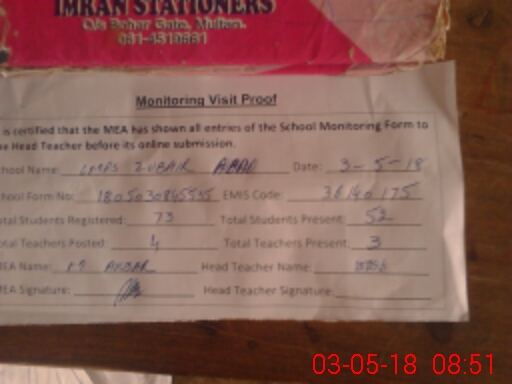 IMRAN STATIONERS
O/s Bohar Gate, Multan.
061-4519661
Monitoring Visit Proof
is certified that the MEA has shown all entries of the School Monitoring Form to
Head Teacher before its online submission.
School Name: ZUBAIR ABAD Date: 3-5-18
School Form No: EMIS Code: 36140175
Total Students Registered: 73 Total Students Present: 52
Total Teachers Posted: 4 Total Teachers Present: 3
MEA Name: AKBAR Head Teacher Name:
MEA Signature: Head Teacher Signature:
03-05-18 08:51